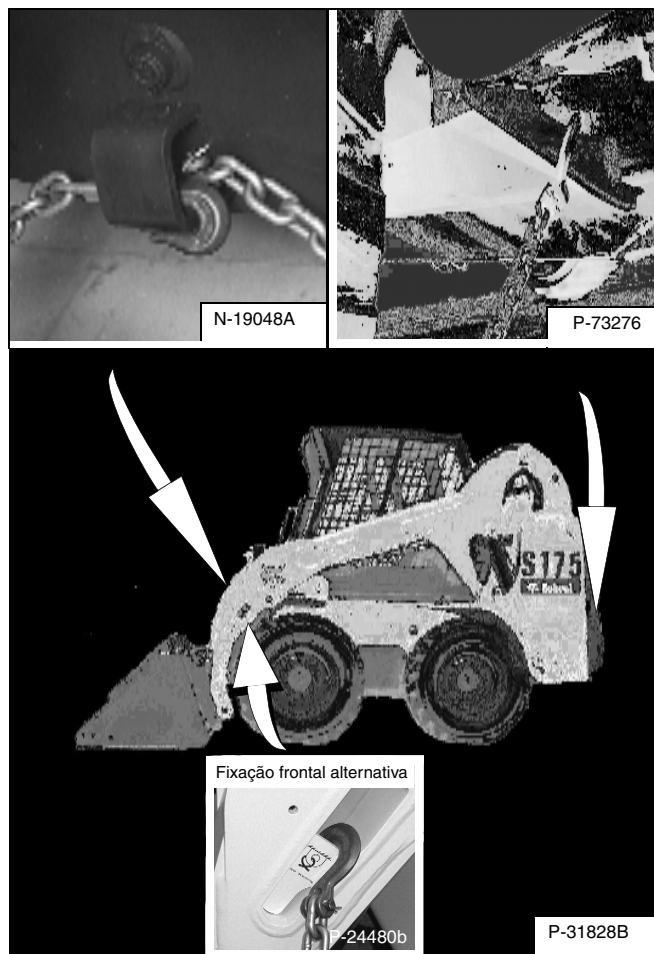 N-19048A
P-73276
S175
Bobcat
Fixação frontal alternativa
P-24480b
P-31828B